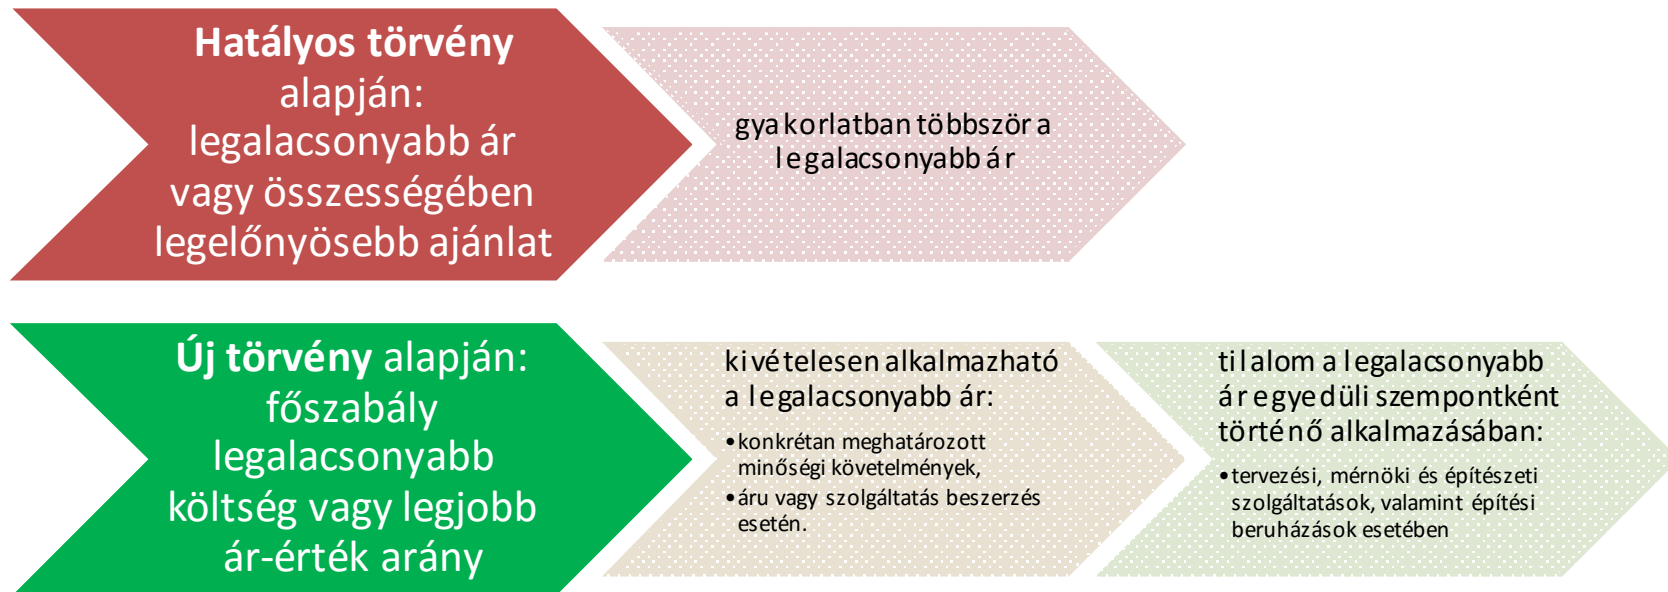 Hatályos törvény
alapján:
legalacsonyabb ár
vagy összességében
legelőnyösebb ajánlat
gyakorlatban többször a
legalacsonyabb ár
Új törvény alapján:
főszabály
legalacsonyabb
költség vagy legjobb
ár-érték arány
kivételesen alkalmazható
a legalacsonyabb ár:
•konkrétan meghatározott
minőségi követelmények,
•áru vagy szolgáltatás beszerzés
esetén.
tilalom a legalacsonyabb
ár egyedüli szempontként
történő alkalmazásában:
•tervezési, mérnöki és építészeti
szolgáltatások, valamint építési
beruházások esetében